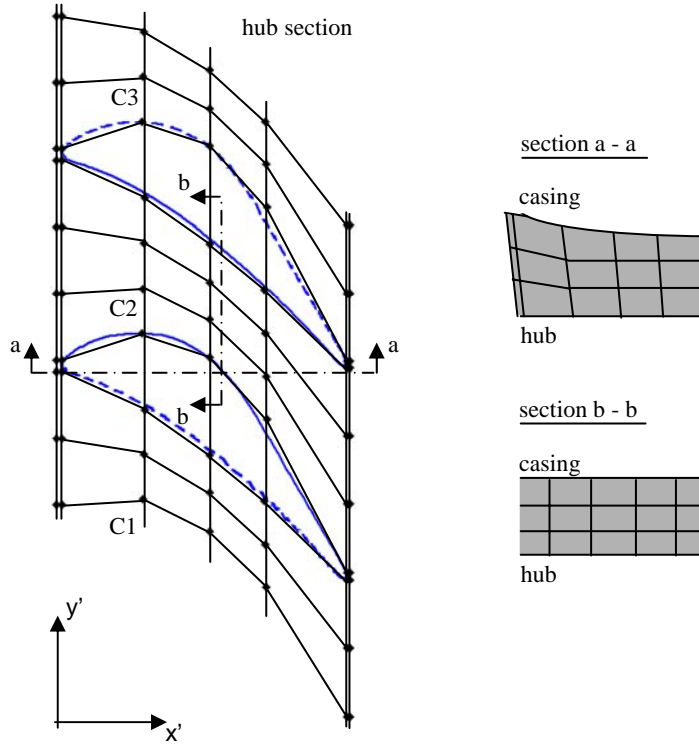 hub section
C3
b
section a - a
casing
hub
C2
a
a
b
section b - b
casing
hub
C1
y'
x'